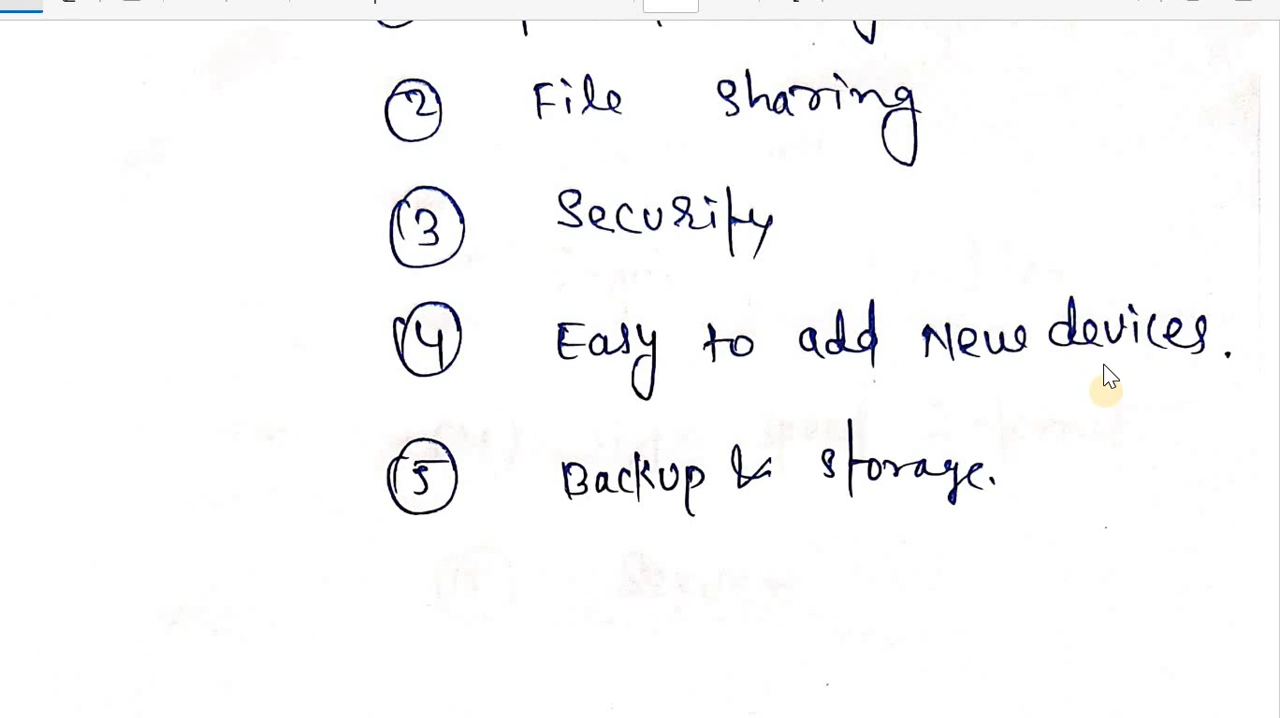 2 File sharing
3 Security
4 Easy to add New devices.
5 Backup & storage.